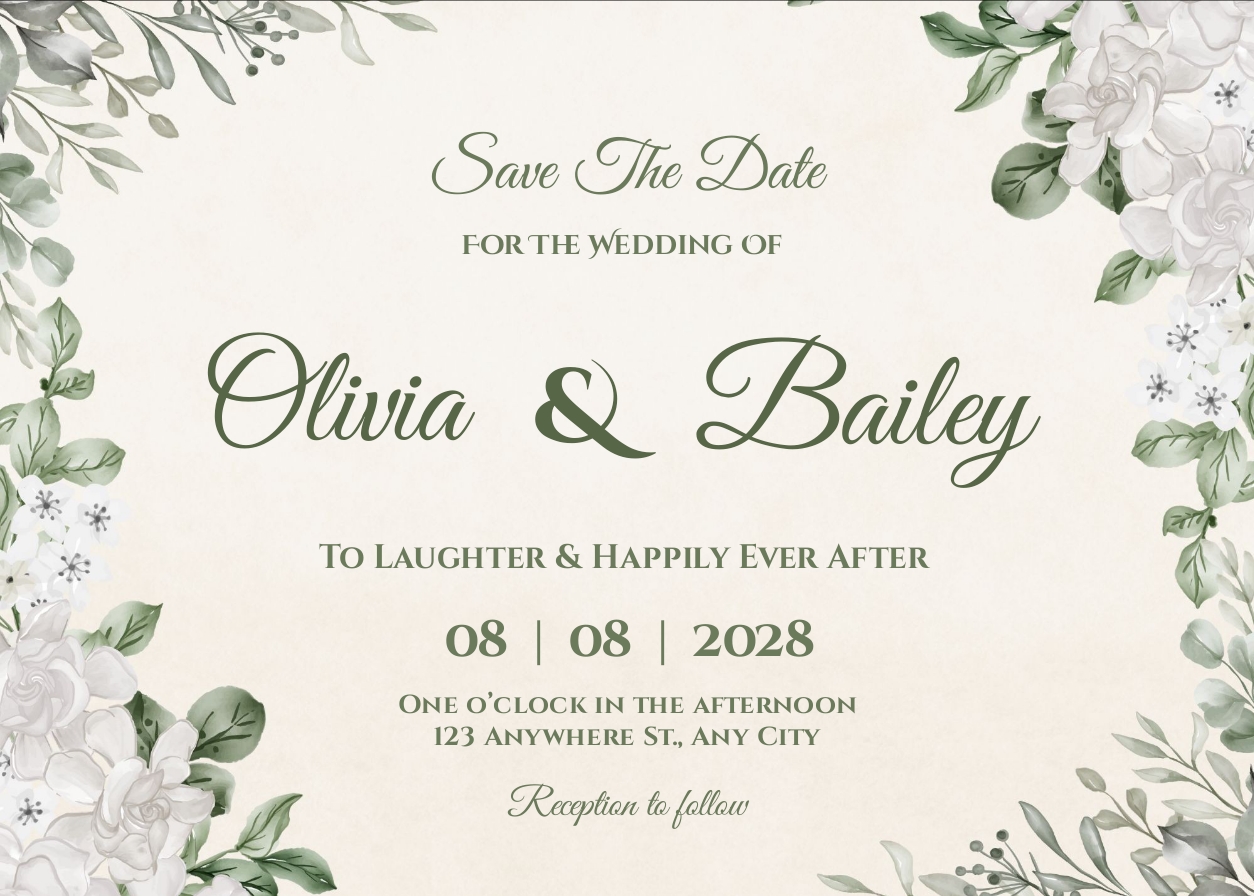 Save The Date
For The Wedding Of
Olivia & Bailey
To Laughter & Happily Ever After
08 | 08 | 2028
One o’clock in the afternoon
123 Anywhere St., Any City
Reception to follow